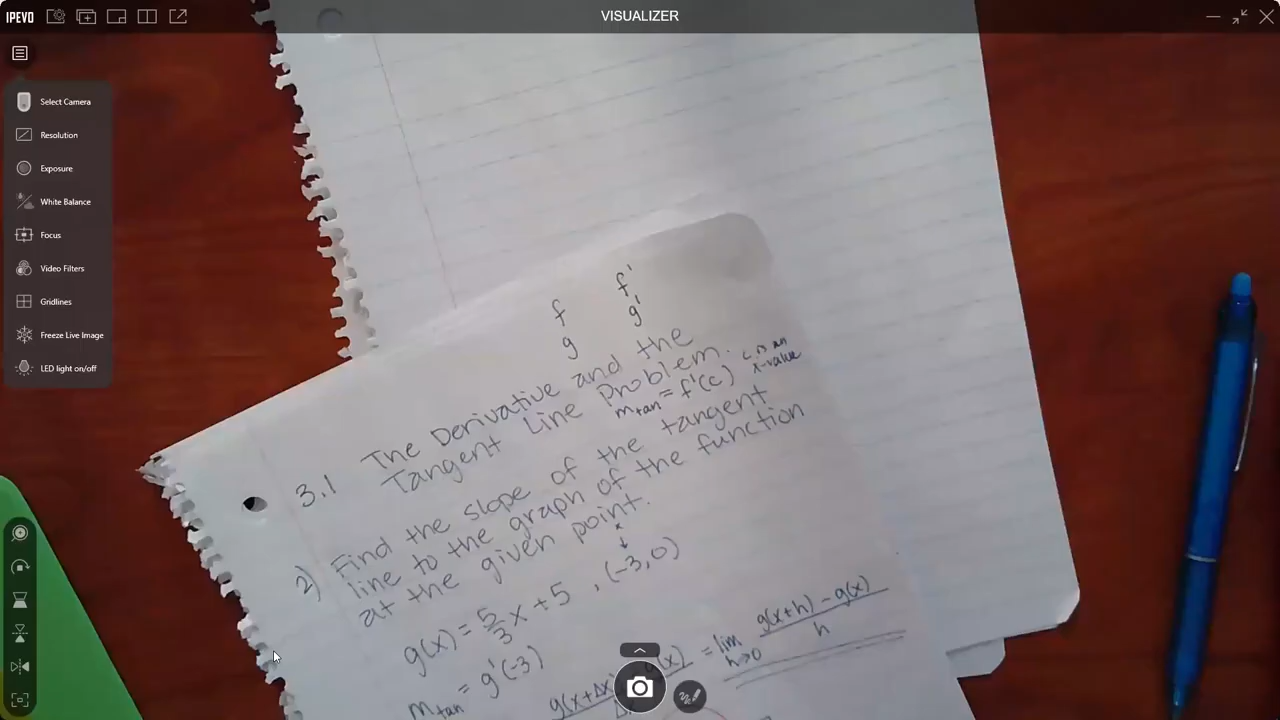 IPEVO
VISUALIZER
Select Camera
Resolution
Exposure
White Balance
Focus
Video Filters
Gridlines
Freeze Live Image
LED light on/off
f f'
g g'
3.1 The Derivative and the
Tangent Line Problem.
m_tan = f'(c) c is an
x-value
2) Find the slope of the tangent
line to the graph of the function
at the given point.
x
g(x) = 5/3 x + 5 , (-3,0)
m_tan = g'(-3)
g(x+Δx) g(x) = lim h→0 g(x+h) - g(x) / h